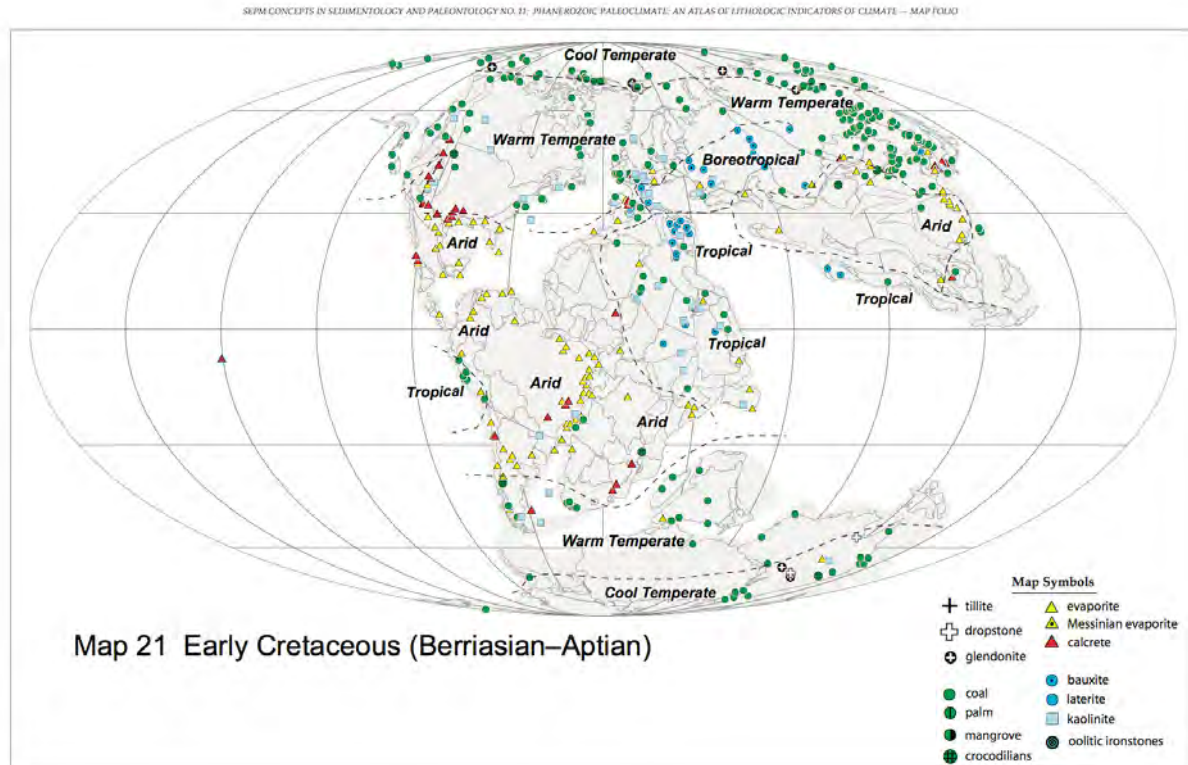 SEPM CONCEPTS IN SEDIMENTOLOGY AND PALEONTOLOGY NO. 11; PHANEROZOIC PALEOCLIMATE: AN ATLAS OF LITHOLOGIC INDICATORS OF CLIMATE — MAP FOLIO
Cool Temperate
Warm Temperate
Warm Temperate
Boreotropical
Arid
Arid
Tropical
Tropical
Arid
Tropical
Arid
Tropical
Arid
Warm Temperate
Cool Temperate
Map 21 Early Cretaceous (Berriasian–Aptian)
Map Symbols
tillite
dropstone
glendonite
coal
palm
mangrove
crocodilians
evaporite
Messinian evaporite
calcrete
bauxite
laterite
kaolinite
oolitic ironstones